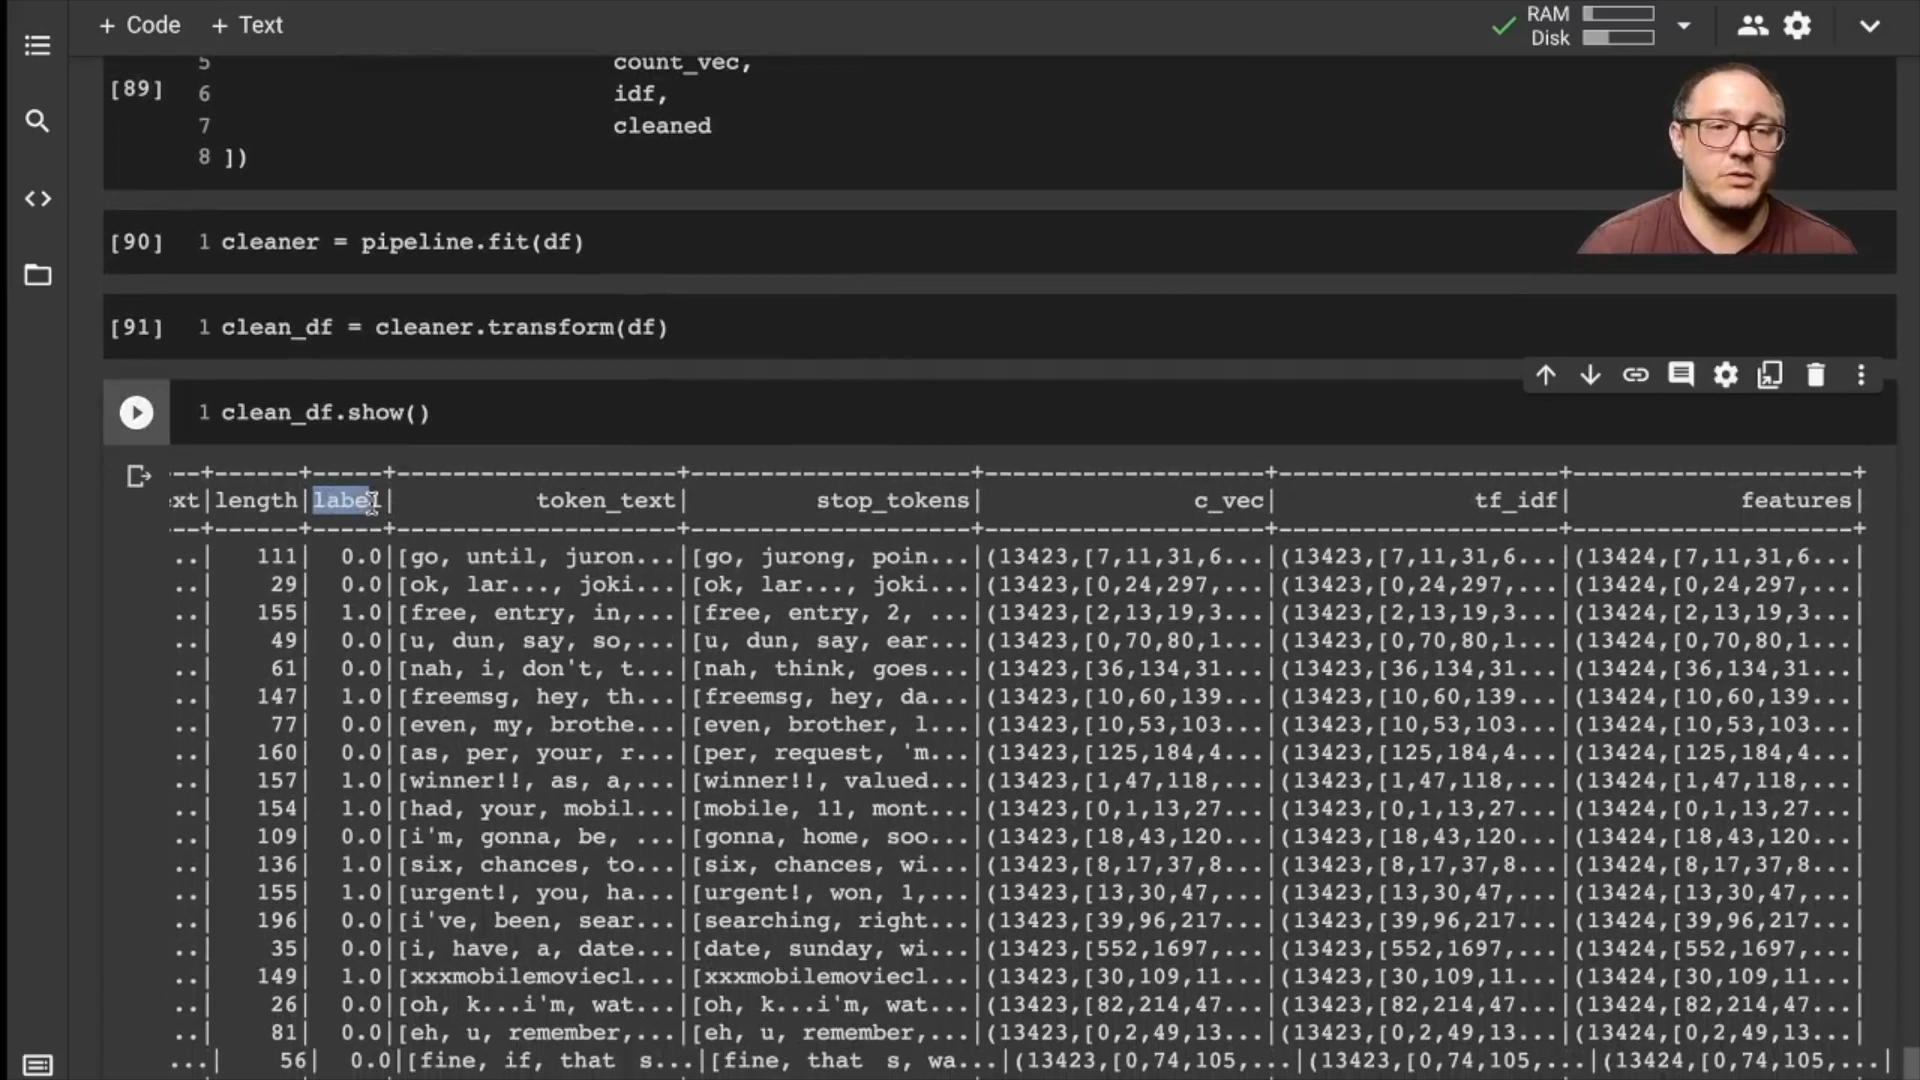 + Code + Text
RAM
Disk
5 count_vec,
[89] 6 idf,
7 cleaned
8 ])
[90] 1 cleaner = pipeline.fit(df)
[91] 1 clean_df = cleaner.transform(df)
1 clean_df.show()
--+------+-----+--------------------+--------------------+--------------------+--------------------+--------------------+
xt|length|label| token_text| stop_tokens| c_vec| tf_idf| features|
--+------+-----+--------------------+--------------------+--------------------+--------------------+--------------------+
..| 111| 0.0|[go, until, juron...|[go, jurong, poin...|(13423,[7,11,31,6...|(13423,[7,11,31,6...|(13424,[7,11,31,6...|
..| 29| 0.0|[ok, lar..., joki...|[ok, lar..., joki...|(13423,[0,24,297,...|(13423,[0,24,297,...|(13424,[0,24,297,...|
..| 155| 1.0|[free, entry, in,...|[free, entry, 2, ...|(13423,[2,13,19,3...|(13423,[2,13,19,3...|(13424,[2,13,19,3...|
..| 49| 0.0|[u, dun, say, so,...|[u, dun, say, ear...|(13423,[0,70,80,1...|(13423,[0,70,80,1...|(13424,[0,70,80,1...|
..| 61| 0.0|[nah, i, don't, t...|[nah, think, goes...|(13423,[36,134,31...|(13423,[36,134,31...|(13424,[36,134,31...|
..| 147| 1.0|[freemsg, hey, th...|[freemsg, hey, da...|(13423,[10,60,139...|(13423,[10,60,139...|(13424,[10,60,139...|
..| 77| 0.0|[even, my, brothe...|[even, brother, l...|(13423,[10,53,103...|(13423,[10,53,103...|(13424,[10,53,103...|
..| 160| 0.0|[as, per, your, r...|[per, request, 'm...|(13423,[125,184,4...|(13423,[125,184,4...|(13424,[125,184,4...|
..| 157| 1.0|[winner!!, as, a,...|[winner!!, valued...|(13423,[1,47,118,...|(13423,[1,47,118,...|(13424,[1,47,118,...|
..| 154| 1.0|[had, your, mobil...|[mobile, 11, mont...|(13423,[0,1,13,27...|(13423,[0,1,13,27...|(13424,[0,1,13,27...|
..| 109| 0.0|[i'm, gonna, be, ...|[gonna, home, soo...|(13423,[18,43,120...|(13423,[18,43,120...|(13424,[18,43,120...|
..| 136| 1.0|[six, chances, to...|[six, chances, wi...|(13423,[8,17,37,8...|(13423,[8,17,37,8...|(13424,[8,17,37,8...|
..| 155| 1.0|[urgent!, you, ha...|[urgent!, won, 1,...|(13423,[13,30,47,...|(13423,[13,30,47,...|(13424,[13,30,47,...|
..| 196| 0.0|[i've, been, sear...|[searching, right...|(13423,[39,96,217...|(13423,[39,96,217...|(13424,[39,96,217...|
..| 35| 0.0|[i, have, a, date...|[date, sunday, wi...|(13423,[552,1697,...|(13423,[552,1697,...|(13424,[552,1697,...|
..| 149| 1.0|[xxxmobilemoviecl...|[xxxmobilemoviecl...|(13423,[30,109,11...|(13423,[30,109,11...|(13424,[30,109,11...|
..| 26| 0.0|[oh, k...i'm, wat...|[oh, k...i'm, wat...|(13423,[82,214,47...|(13423,[82,214,47...|(13424,[82,214,47...|
..| 81| 0.0|[eh, u, remember,...|[eh, u, remember,...|(13423,[0,2,49,13...|(13423,[0,2,49,13...|(13424,[0,2,49,13...|
...| 56| 0.0|[fine, if, that s...|[fine, that s, wa...|(13423,[0,74,105,...|(13423,[0,74,105,...|(13424,[0,74,105,...|